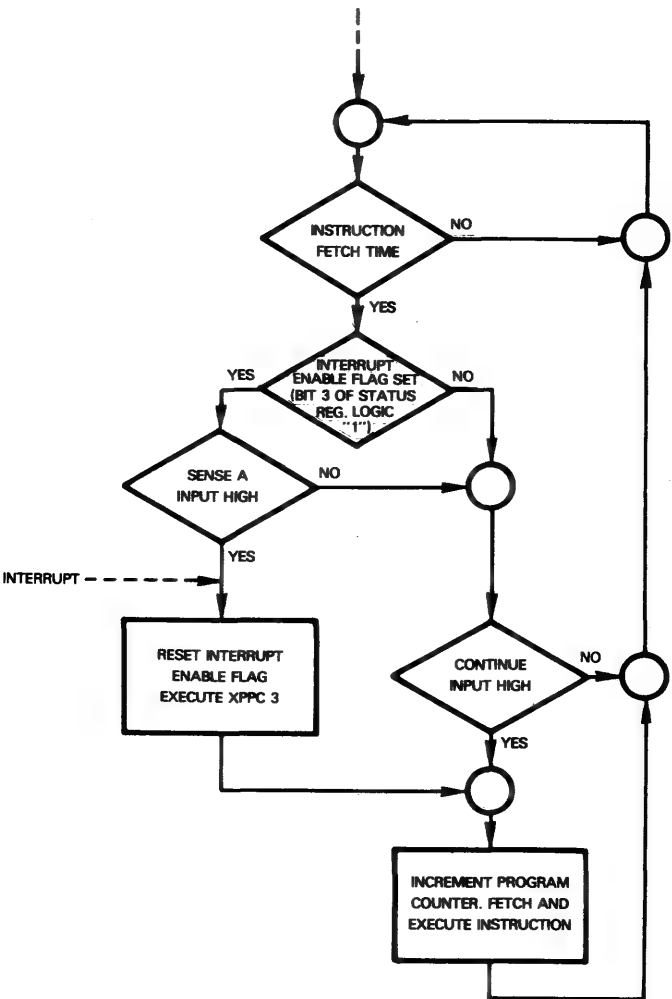 INSTRUCTION
FETCH TIME
NO
YES
INTERRUPT
ENABLE FLAG SET
(BIT 3 OF STATUS
REG. LOGIC
"1")
YES
NO
SENSE A
INPUT HIGH
NO
YES
INTERRUPT
RESET INTERRUPT
ENABLE FLAG
EXECUTE XPPC 3
CONTINUE
INPUT HIGH
NO
YES
INCREMENT PROGRAM
COUNTER. FETCH AND
EXECUTE INSTRUCTION